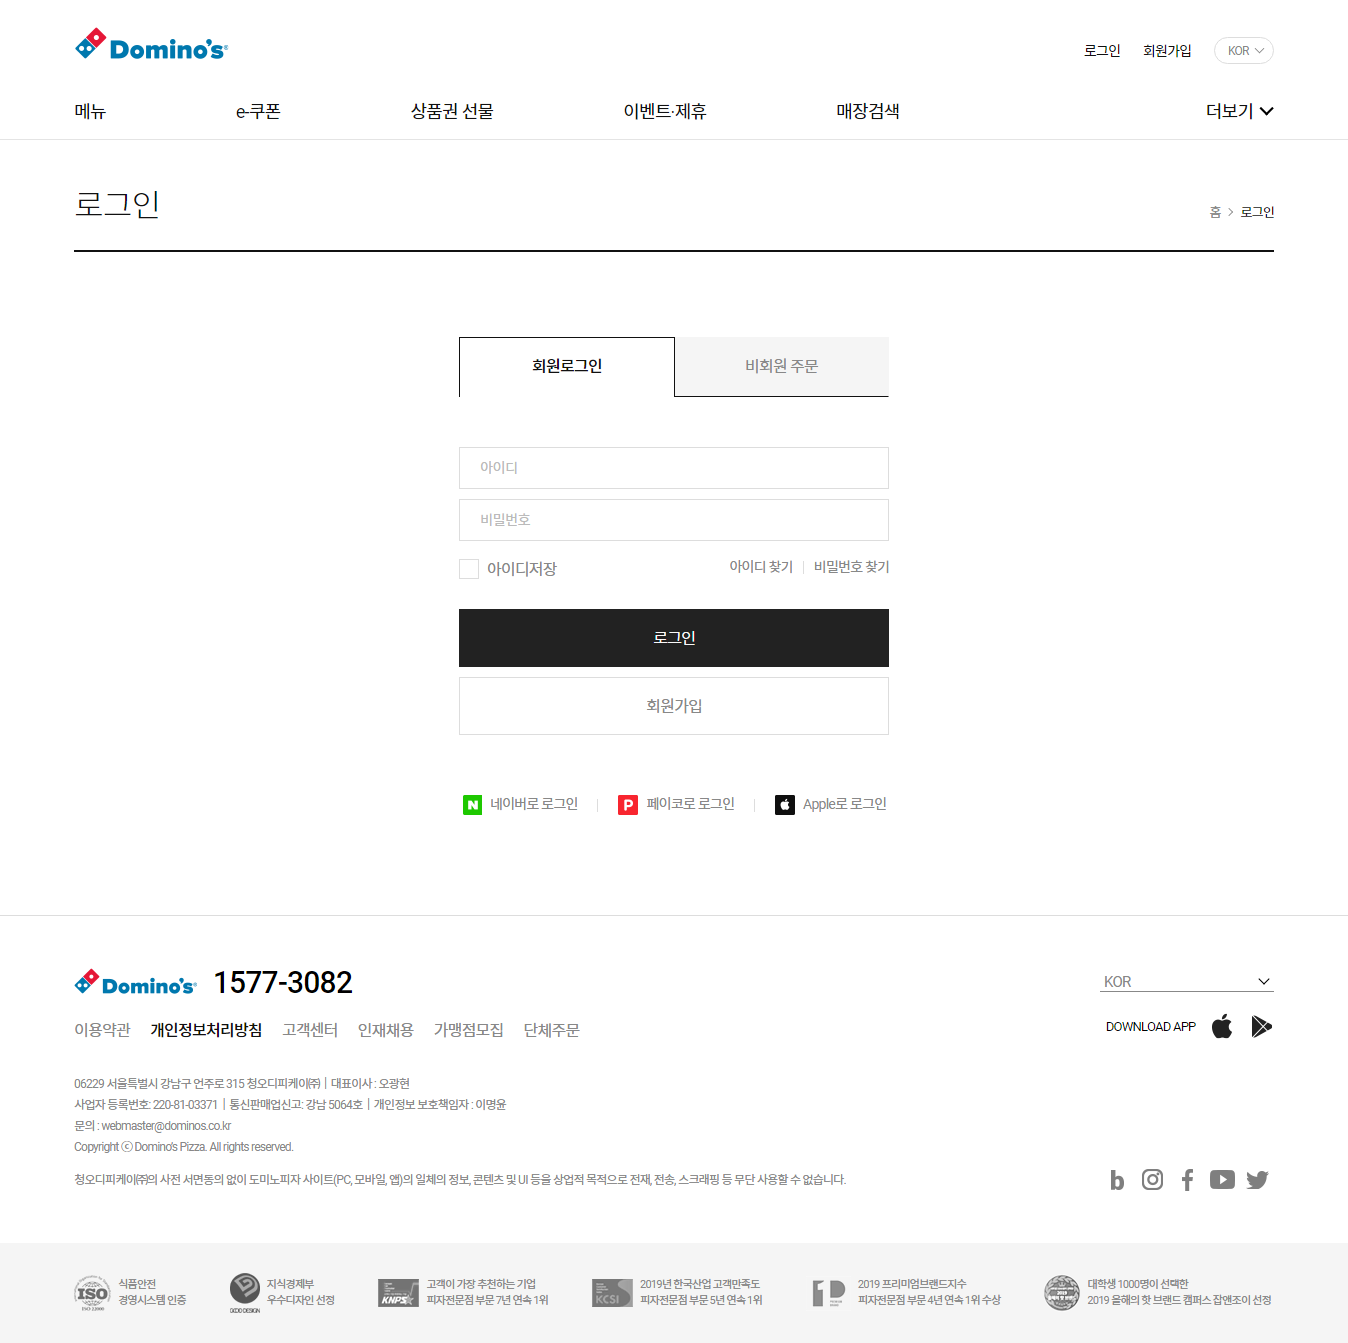 Domino's
로그인 회원가입 KOR
메뉴 e-쿠폰 상품권 선물 이벤트·제휴 매장검색 더보기
로그인
홈 > 로그인
회원로그인 비회원 주문
아이디
비밀번호
아이디저장 아이디 찾기 비밀번호 찾기
로그인
회원가입
네이버로 로그인 페이코로 로그인 Apple로 로그인
Domino's 1577-3082 KOR
이용약관 개인정보처리방침 고객센터 인재채용 가맹점모집 단체주문 DOWNLOAD APP
06229 서울특별시 강남구 언주로 315 청오디피케이㈜ | 대표이사 : 오광현
사업자 등록번호: 220-81-03371 | 통신판매업신고: 강남 5064호 | 개인정보 보호책임자 : 이명윤
문의 : webmaster@dominos.co.kr
Copyright ⓒ Domino's Pizza. All rights reserved.
청오디피케이㈜의 사전 서면동의 없이 도미노피자 사이트(PC, 모바일, 앱)의 일체의 정보, 콘텐츠 및 UI 등을 상업적 목적으로 전재, 전송, 스크래핑 등 무단 사용할 수 없습니다.
ISO
식품안전
경영시스템 인증
GOOD DESIGN
지식경제부
우수디자인 선정
KNPS
고객이 가장 추천하는 기업
피자전문점 부문 7년 연속 1위
KCSI
2019년 한국산업 고객만족도
피자전문점 부문 5년 연속 1위
2019 프리미엄브랜드지수
피자전문점 부문 4년 연속 1위 수상
대학생 1000명이 선택한
2019 올해의 핫 브랜드 캠퍼스 잡앤조이 선정